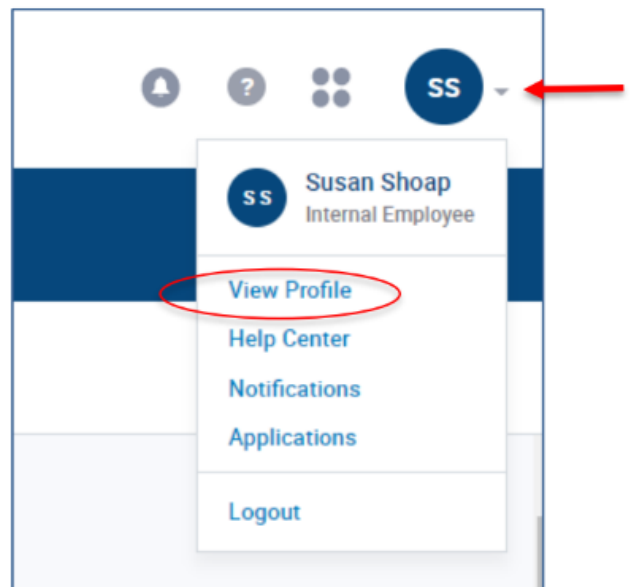 ?
SS
SS
Susan Shoap
Internal Employee
View Profile
Help Center
Notifications
Applications
Logout